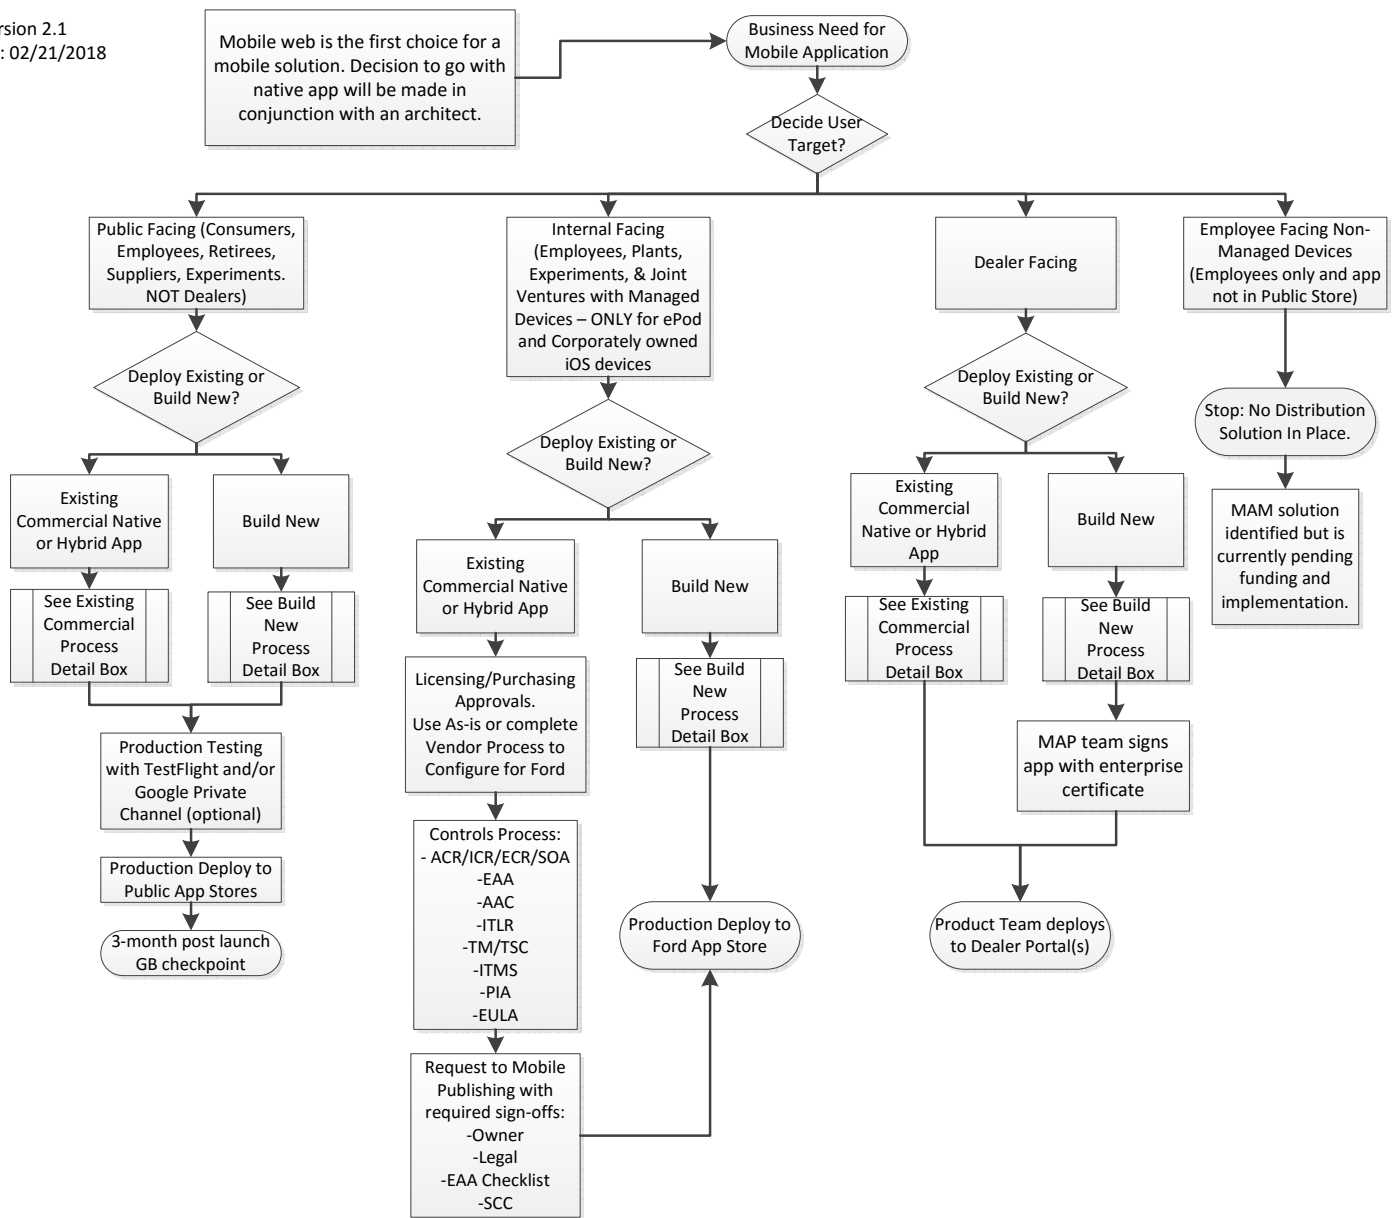 rsion 2.1
: 02/21/2018
Mobile web is the first choice for a
mobile solution. Decision to go with
native app will be made in
conjunction with an architect.
Business Need for
Mobile Application
Decide User
Target?
Public Facing (Consumers,
Employees, Retirees,
Suppliers, Experiments.
NOT Dealers)
Internal Facing
(Employees, Plants,
Experiments, & Joint
Ventures with Managed
Devices – ONLY for ePod
and Corporately owned
iOS devices
Dealer Facing
Employee Facing Non-
Managed Devices
(Employees only and app
not in Public Store)
Deploy Existing or
Build New?
Deploy Existing or
Build New?
Deploy Existing or
Build New?
Stop: No Distribution
Solution In Place.
MAM solution
identified but is
currently pending
funding and
implementation.
Existing
Commercial Native
or Hybrid App
Build New
See Existing
Commercial
Process
Detail Box
See Build
New
Process
Detail Box
Production Testing
with TestFlight and/or
Google Private
Channel (optional)
Production Deploy to
Public App Stores
3-month post launch
GB checkpoint
Existing
Commercial Native
or Hybrid App
Build New
Licensing/Purchasing
Approvals.
Use As-is or complete
Vendor Process to
Configure for Ford
See Build
New
Process
Detail Box
Controls Process:
- ACR/ICR/ECR/SOA
-EAA
-AAC
-ITLR
-TM/TSC
-ITMS
-PIA
-EULA
Request to Mobile
Publishing with
required sign-offs:
-Owner
-Legal
-EAA Checklist
-SCC
Production Deploy to
Ford App Store
Existing
Commercial
Native or Hybrid
App
Build New
See Existing
Commercial
Process
Detail Box
See Build
New
Process
Detail Box
MAP team signs
app with enterprise
certificate
Product Team deploys
to Dealer Portal(s)